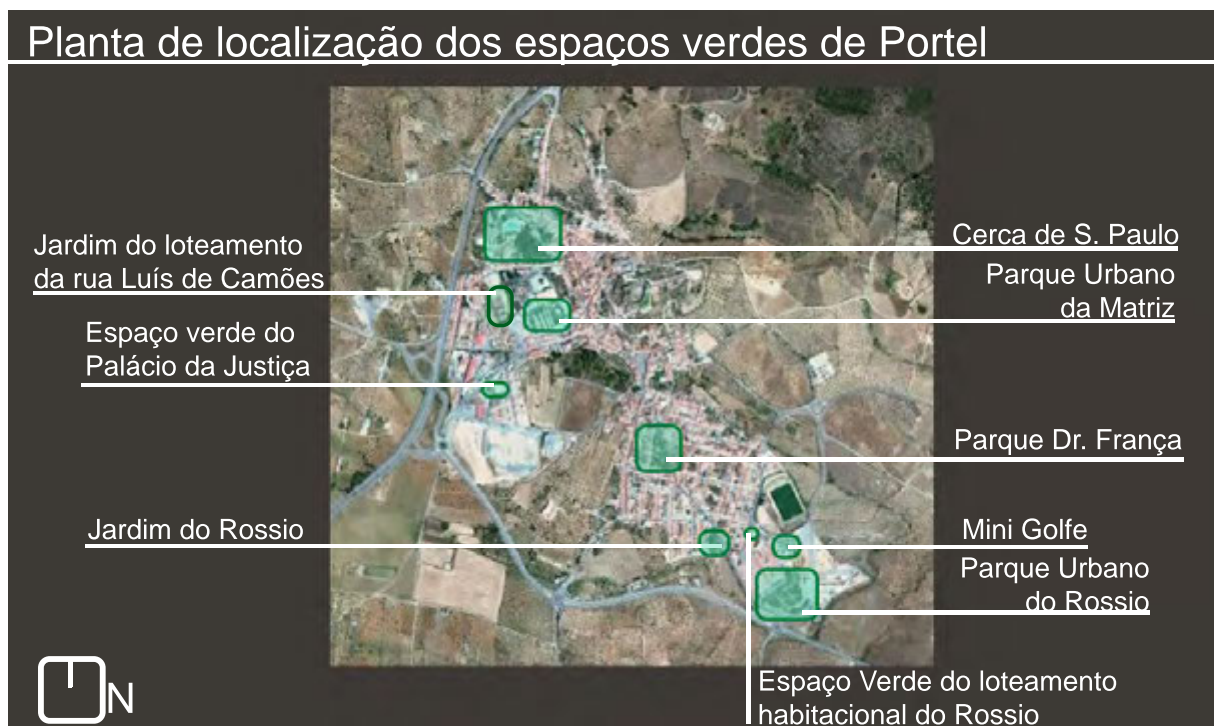 Planta de localização dos espaços verdes de Portel
Jardim do loteamento
da rua Luís de Camões
Espaço verde do
Palácio da Justiça
Jardim do Rossio
Cerca de S. Paulo
Parque Urbano
da Matriz
Parque Dr. França
Mini Golfe
Parque Urbano
do Rossio
Espaço Verde do loteamento
habitacional do Rossio
N